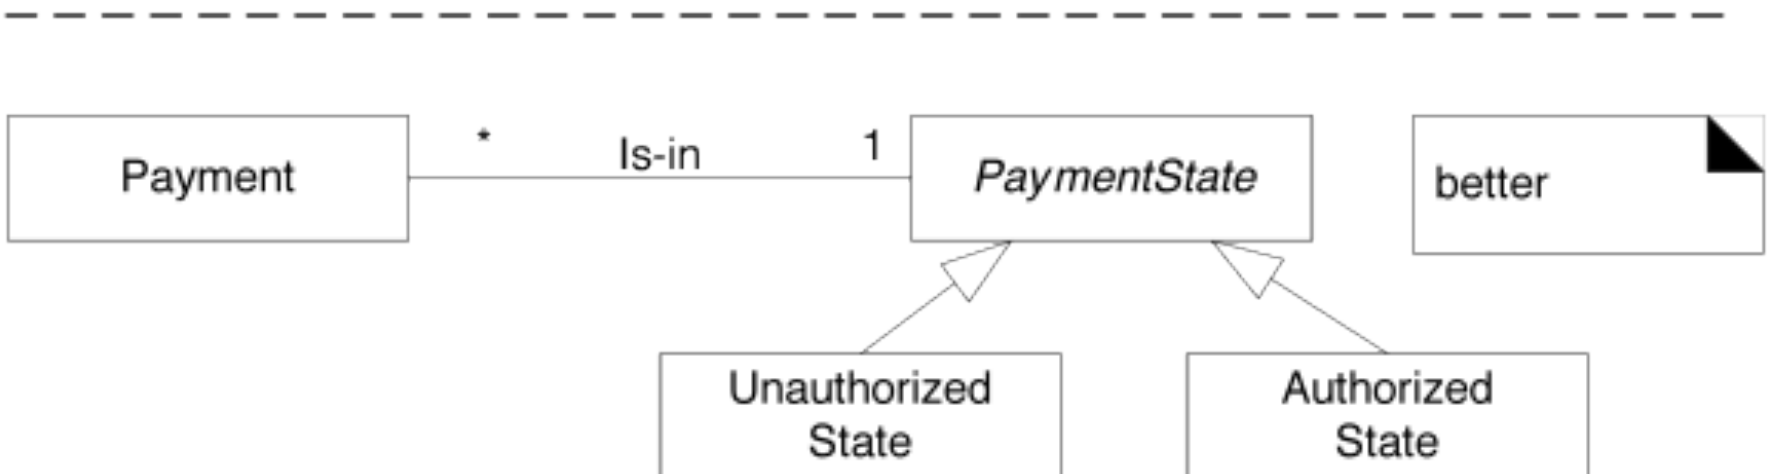 Payment
*
Is-in
1
PaymentState
better
Unauthorized
State
Authorized
State